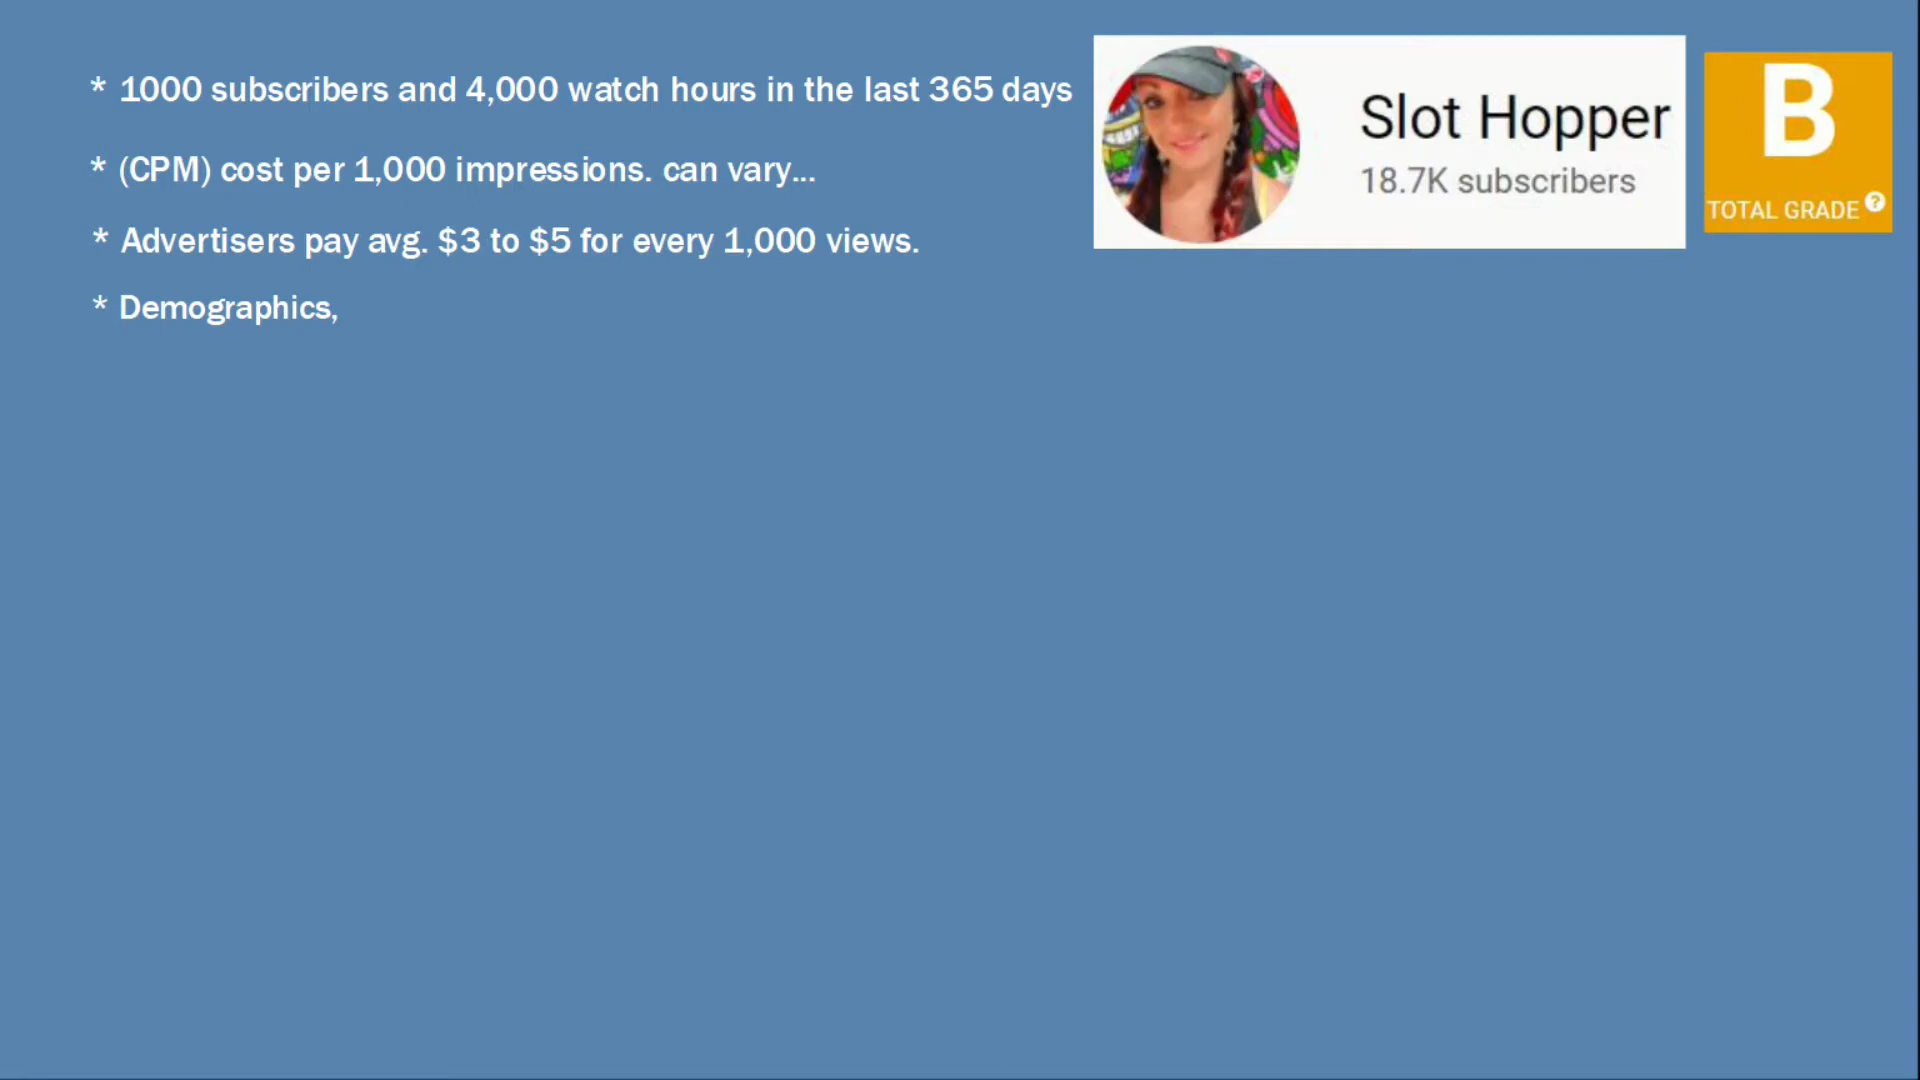 * 1000 subscribers and 4,000 watch hours in the last 365 days
* (CPM) cost per 1,000 impressions. can vary...
* Advertisers pay avg. $3 to $5 for every 1,000 views.
* Demographics,
Slot Hopper
18.7K subscribers
B
TOTAL GRADE ?